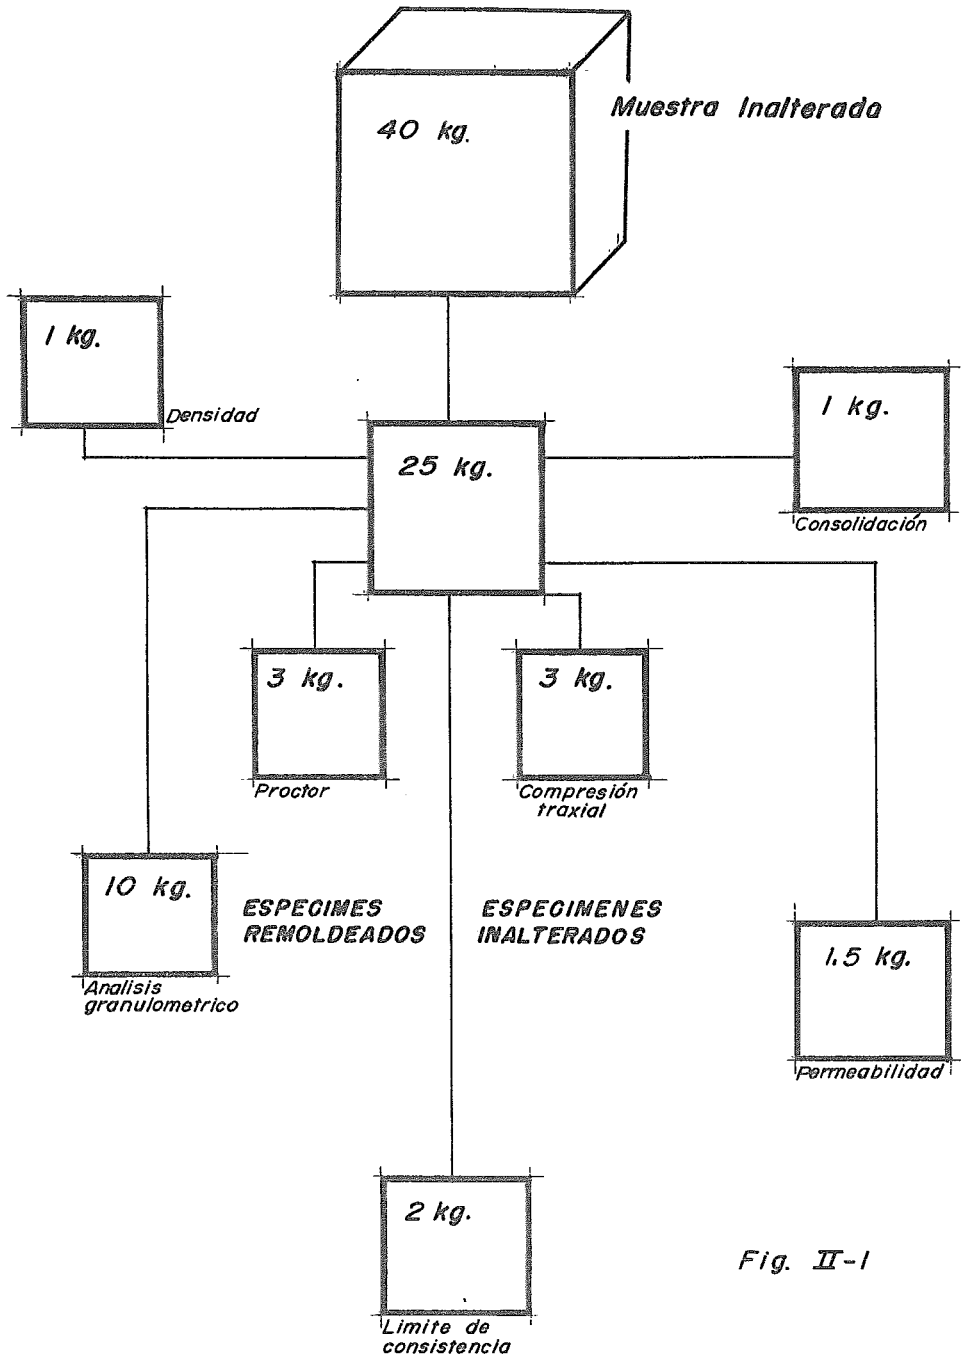 40 kg.
Muestra Inalterada
1 kg.
Densidad
1 kg.
Consolidación
25 kg.
3 kg.
Proctor
3 kg.
Compresión
traxial
10 kg.
Analisis
granulometrico
ESPECIMES
REMOLDEADOS
ESPECIMENES
INALTERADOS
1.5 kg.
Permeabilidad
2 kg.
Limite de
consistencia
Fig. II-1